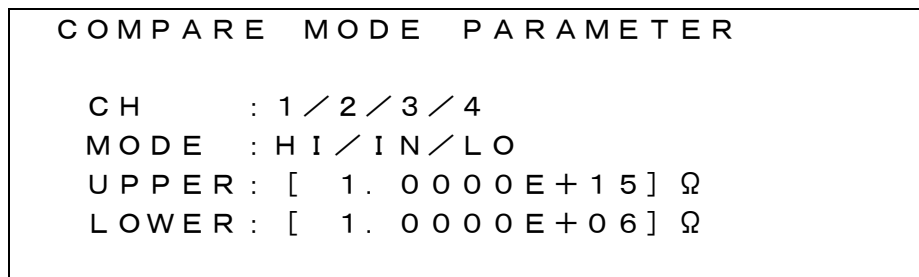 COMPARE MODE PARAMETER
CH : 1／2／3／4
MODE : HI／IN／LO
UPPER : [ 1. 0000E＋15] Ω
LOWER : [ 1. 0000E＋06] Ω